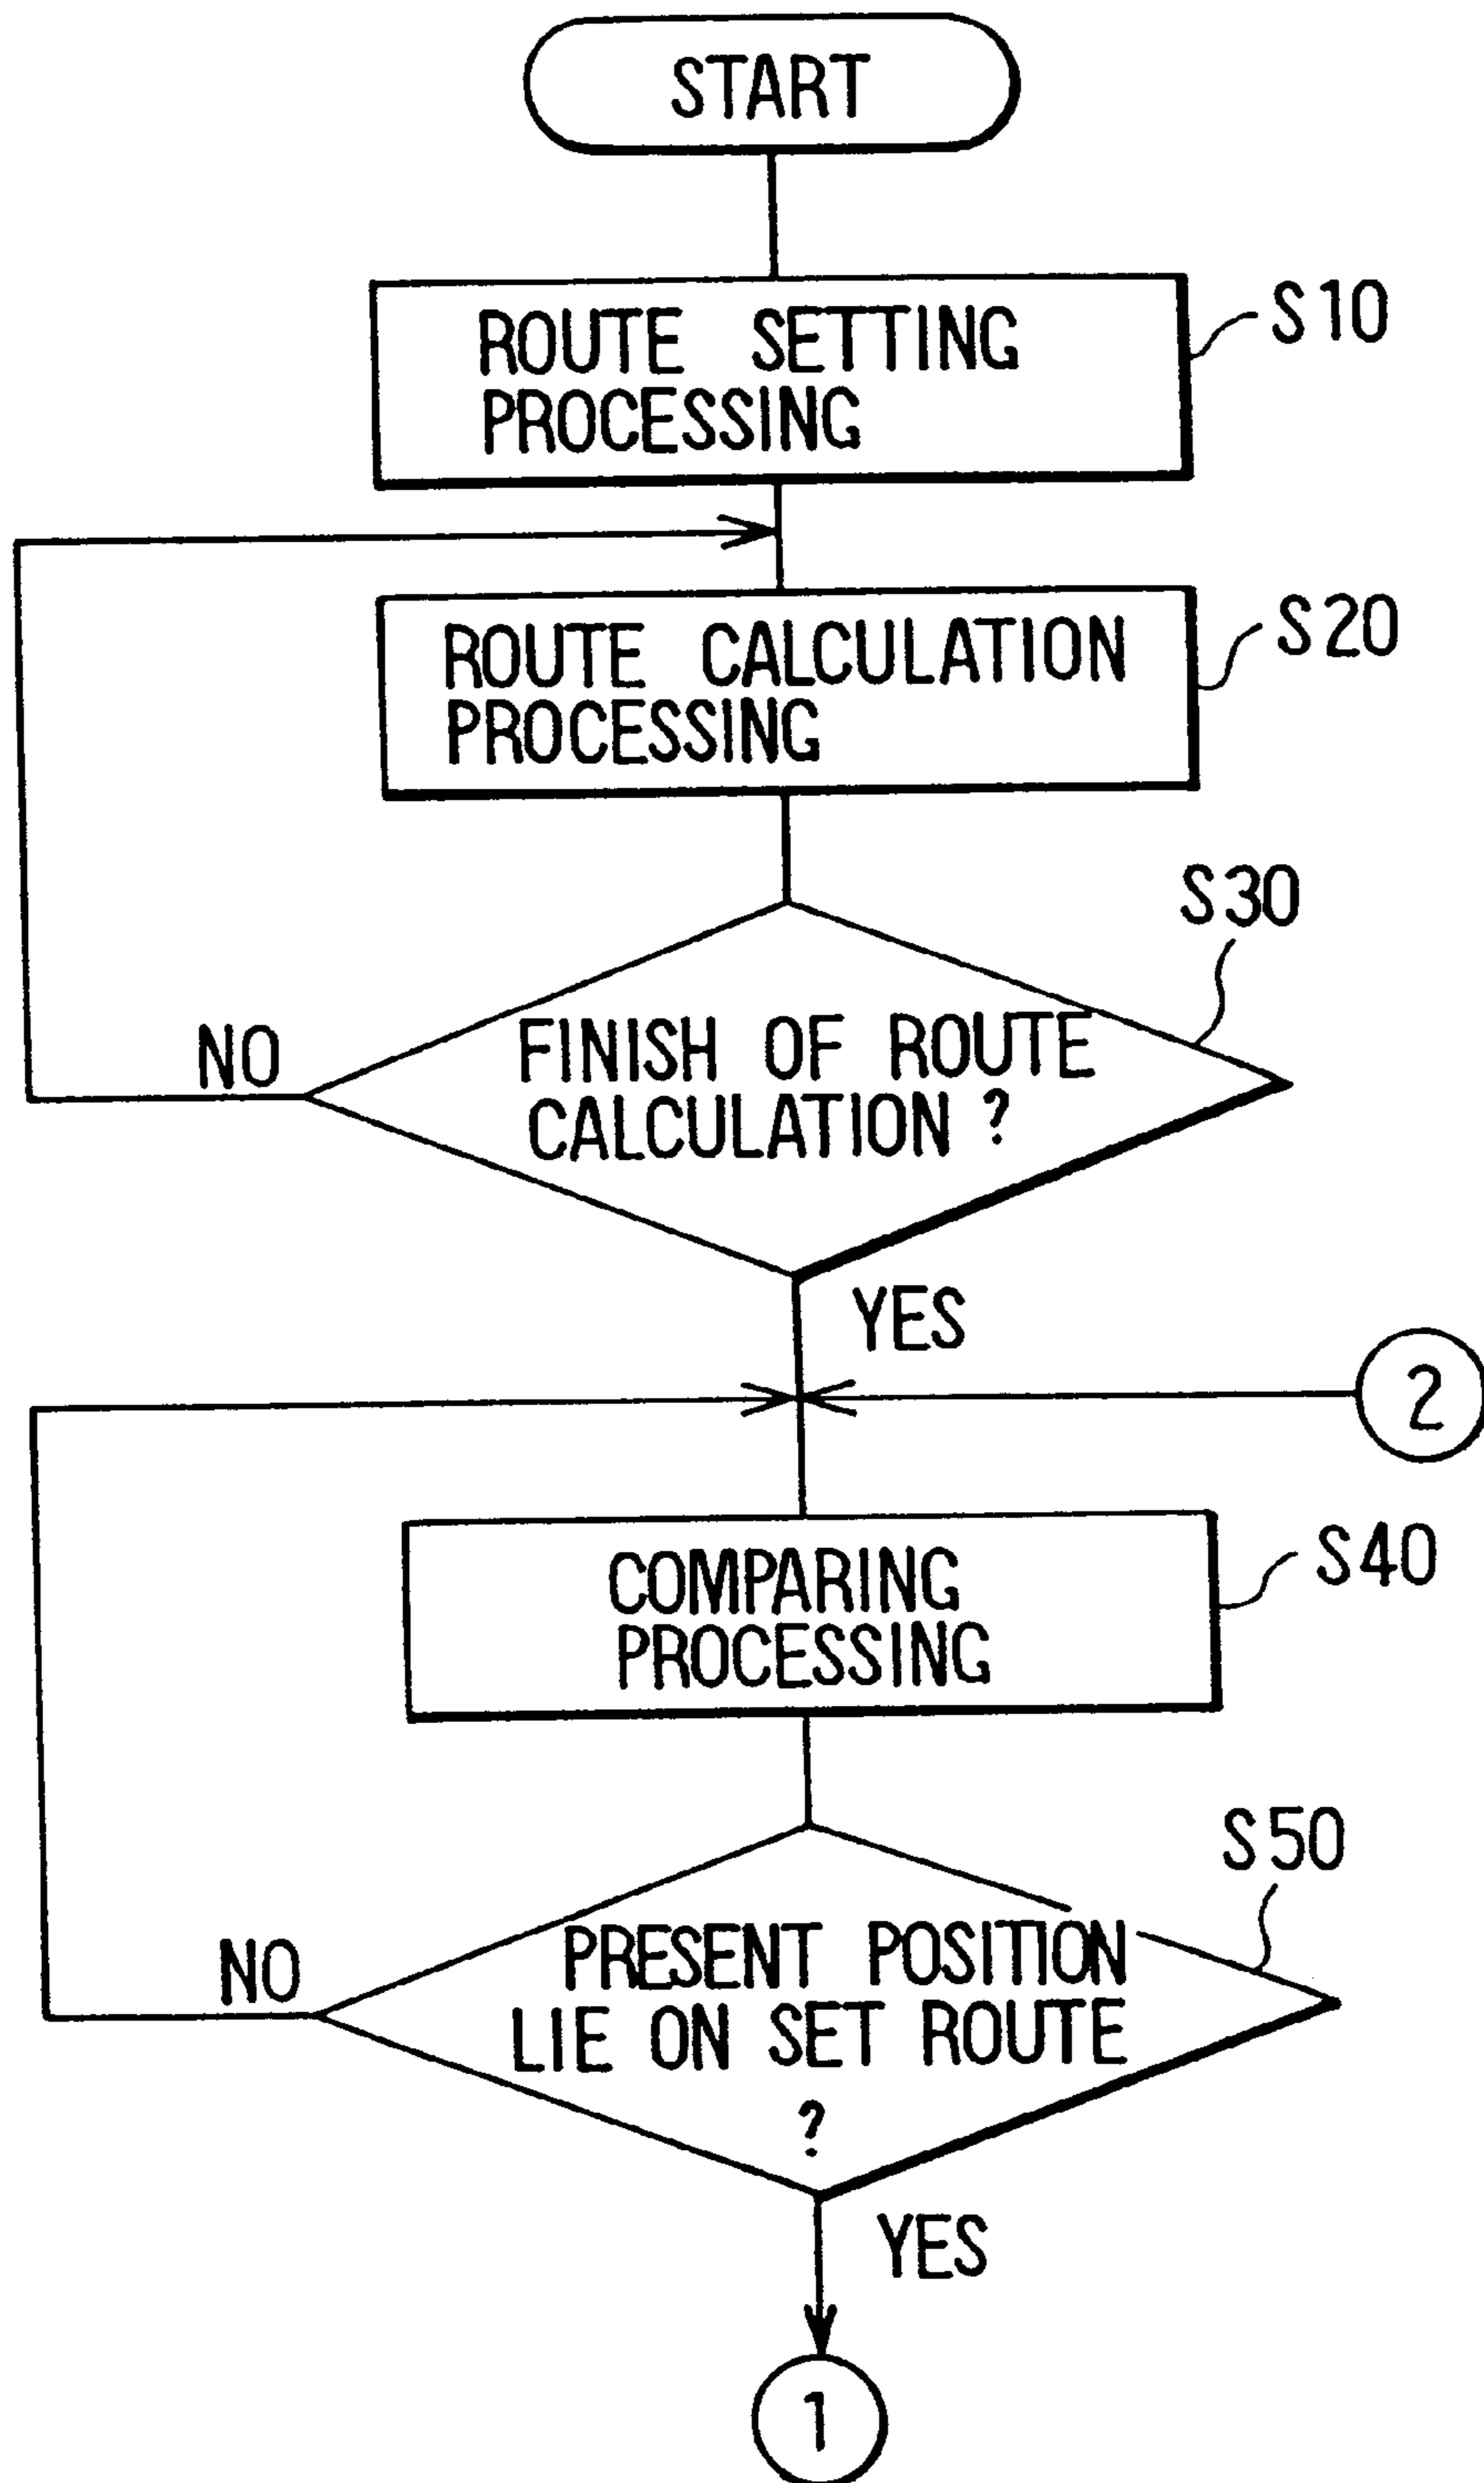 START
ROUTE SETTING
PROCESSING
S10
ROUTE CALCULATION
PROCESSING
S20
S30
FINISH OF ROUTE
CALCULATION ?
NO
YES
2
COMPARING
PROCESSING
S40
S50
PRESENT POSITION
LIE ON SET ROUTE
?
NO
YES
1